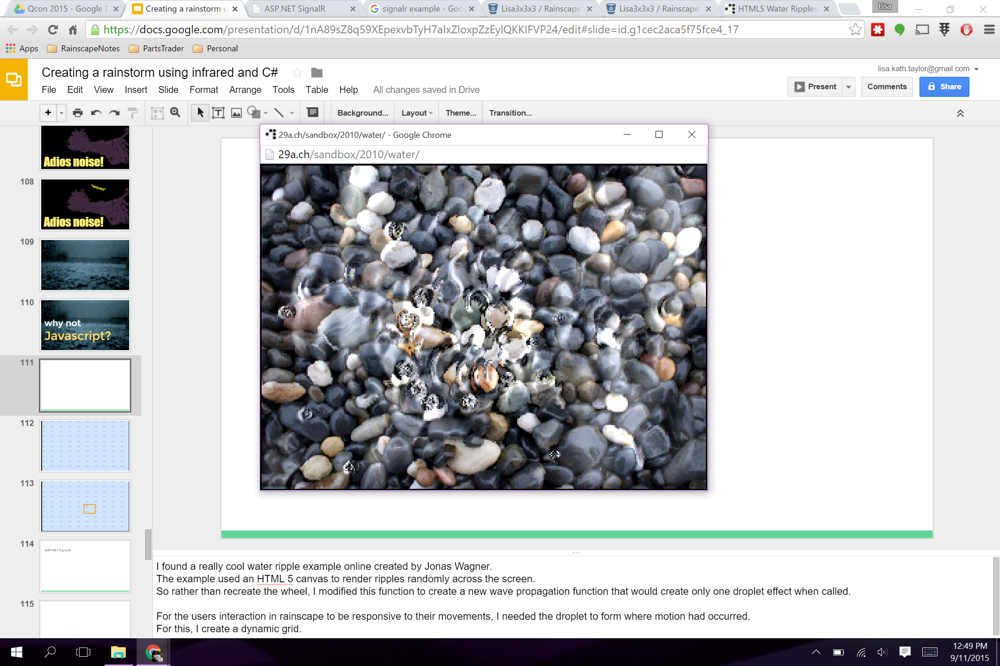 Qcon 2015 - Google D
Creating a rainstorm u
ASP.NET SignalR
signalr example - Goo
Lisa3x3x3 / Rainscape
Lisa3x3x3 / Rainscape
HTML5 Water Ripples
Lisa
https://docs.google.com/presentation/d/1nA89sZ8q59XEpexvbTyH7aIxZloxpZzEylQKKIFVP24/edit#slide=id.g1cec2aca5f75fce4_17
Apps RainscapeNotes PartsTrader Personal
Creating a rainstorm using infrared and C#
lisa.kath.taylor@gmail.com
File Edit View Insert Slide Format Arrange Tools Table Help All changes saved in Drive
Present Comments Share
Background... Layout Theme... Transition...
29a.ch/sandbox/2010/water/ - Google Chrome
29a.ch/sandbox/2010/water/
Adios noise!
108
*waves*
Adios noise!
109
110
why not
Javascript?
111
112
113
114
ASP.NET SignalR
115
I found a really cool water ripple example online created by Jonas Wagner.
The example used an HTML 5 canvas to render ripples randomly across the screen.
So rather than recreate the wheel, I modified this function to create a new wave propagation function that would create only one droplet effect when called.
For the users interaction in rainscape to be responsive to their movements, I needed the droplet to form where motion had occurred.
For this, I create a dynamic grid.
12:49 PM
9/11/2015